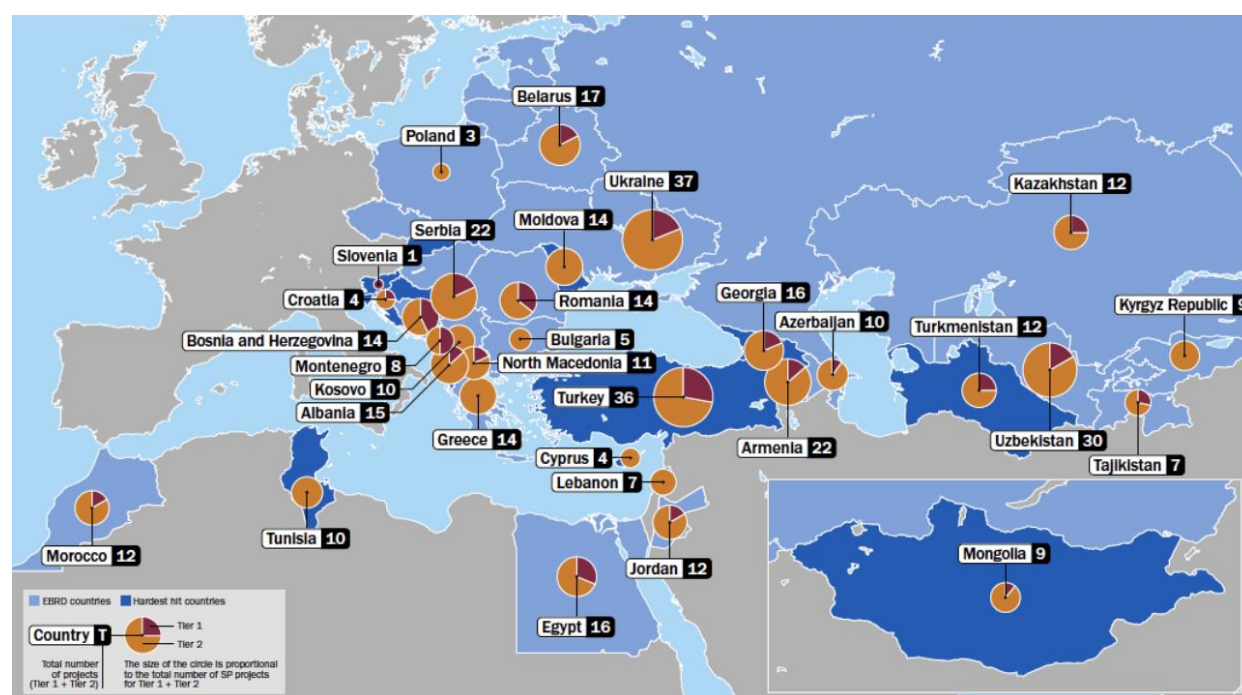 Belarus 17
Poland 3
Ukraine 37
Kazakhstan 12
Moldova 14
Serbia 22
Slovenia 1
Georgia 16
Croatia 4
Romania 14
Kyrgyz Republic 9
Azerbaijan 10
Turkmenistan 12
Bosnia and Herzegovina 14
Bulgaria 5
Montenegro 8
North Macedonia 11
Kosovo 10
Turkey 36
Albania 15
Greece 14
Armenia 22
Uzbekistan 30
Cyprus 4
Tajikistan 7
Lebanon 7
Tunisia 10
Morocco 12
Jordan 12
Mongolia 9
Egypt 16
EBRD countries
Hardest hit countries
Country T
Tier 1
Tier 2
Total number
of projects
(Tier 1 + Tier 2)
The size of the circle is proportional
to the total number of SP projects
for Tier 1 + Tier 2